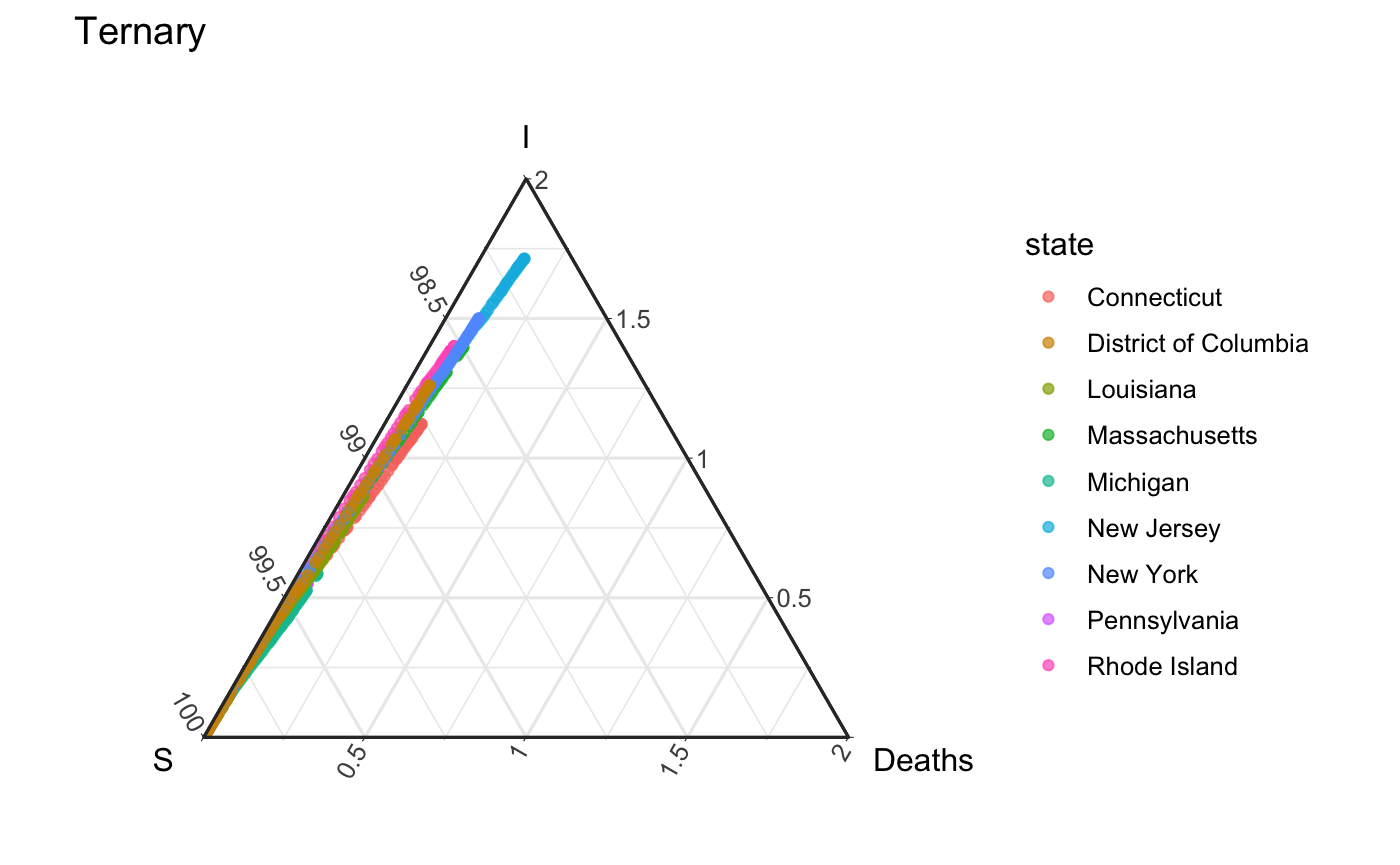 Ternary
I
2
98.5
1.5
99
1
99.5
0.5
100
S
0.5
1
1.5
2
Deaths
state
Connecticut
District of Columbia
Louisiana
Massachusetts
Michigan
New Jersey
New York
Pennsylvania
Rhode Island